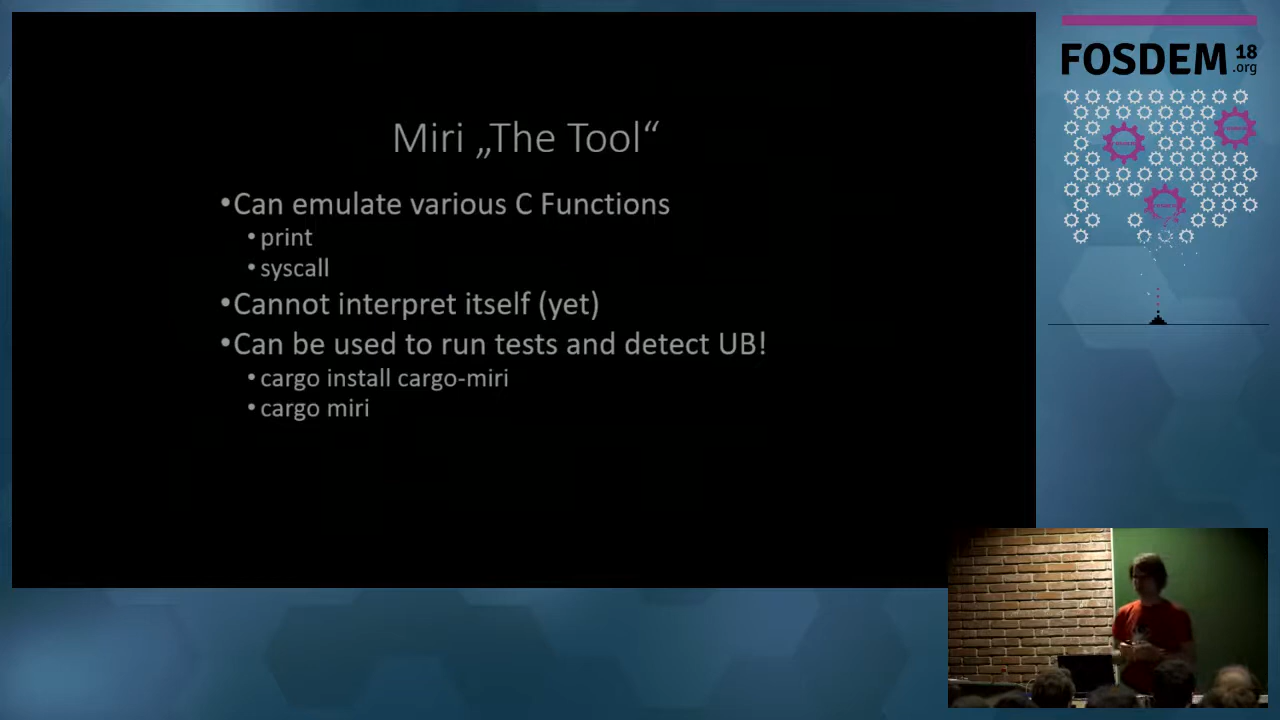 Miri „The Tool“
•Can emulate various C Functions
•print
•syscall
•Cannot interpret itself (yet)
•Can be used to run tests and detect UB!
•cargo install cargo-miri
•cargo miri
FOSDEM 18
.org